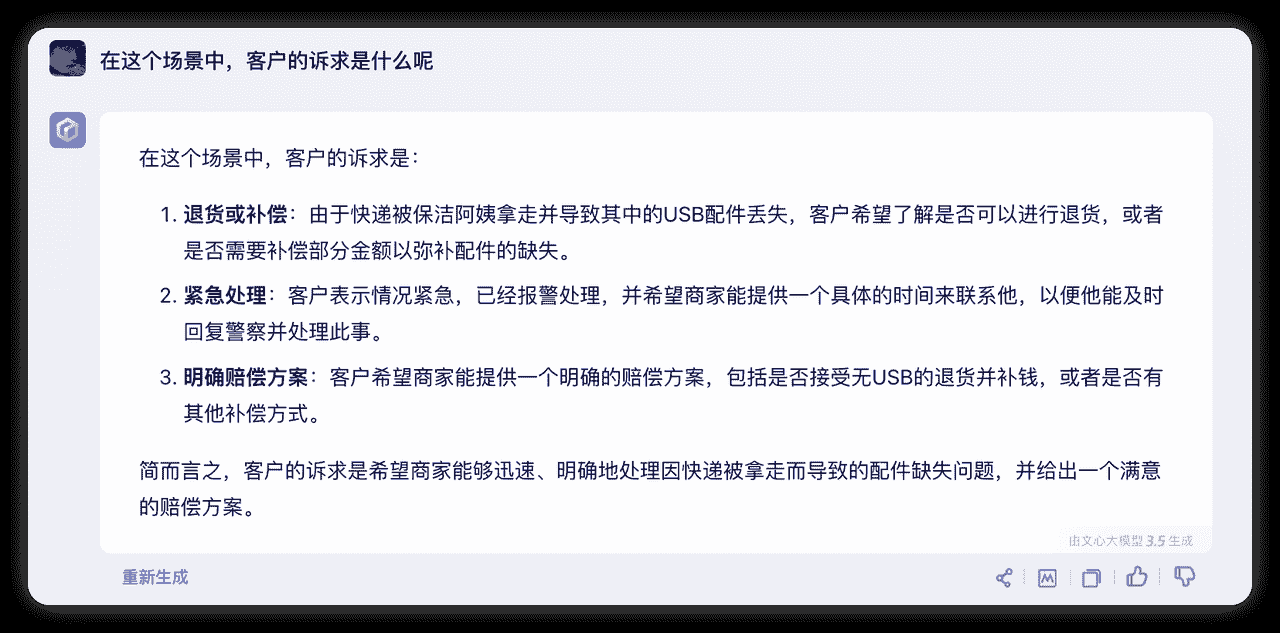 在这个场景中，客户的诉求是什么呢
在这个场景中，客户的诉求是：
1. 退货或补偿：由于快递被保洁阿姨拿走并导致其中的USB配件丢失，客户希望了解是否可以进行退货，或者
是否需要补偿部分金额以弥补配件的缺失。
2. 紧急处理：客户表示情况紧急，已经报警处理，并希望商家能提供一个具体的时间来联系他，以便他能及时
回复警察并处理此事。
3. 明确赔偿方案：客户希望商家能提供一个明确的赔偿方案，包括是否接受无USB的退货并补钱，或者是否有
其他补偿方式。
简而言之，客户的诉求是希望商家能够迅速、明确地处理因快递被拿走而导致的配件缺失问题，并给出一个满意
的赔偿方案。
由文心大模型 3.5 生成
重新生成